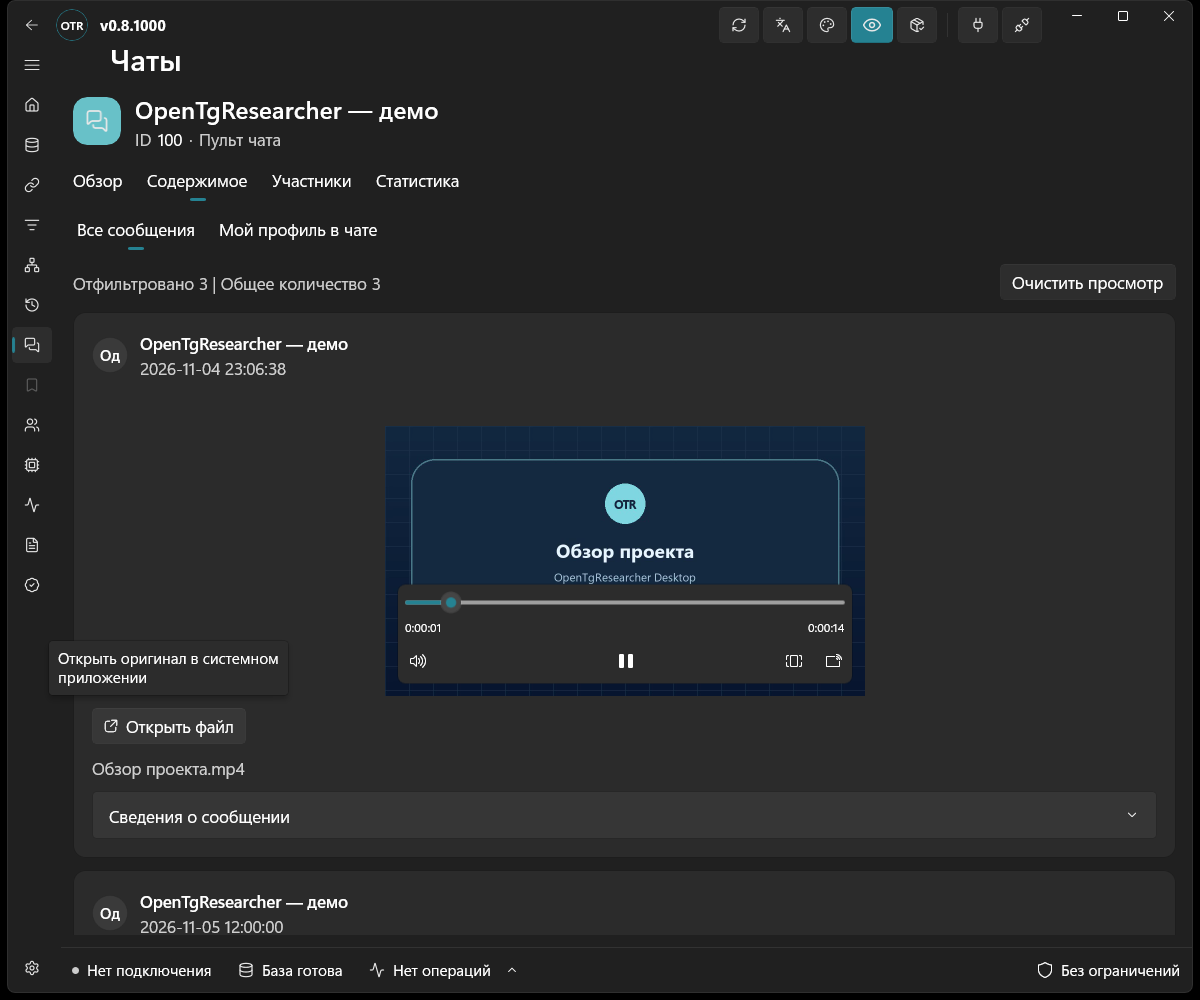 OTR v0.8.1000
Чаты
OpenTgResearcher — демо
ID 100 · Пульт чата
Обзор Содержимое Участники Статистика
Все сообщения Мой профиль в чате
Отфильтровано 3 | Общее количество 3
Очистить просмотр
Од
OpenTgResearcher — демо
2026-11-04 23:06:38
OTR
Обзор проекта
OpenTgResearcher Desktop
0:00:01 0:00:14
Открыть оригинал в системном
приложении
Открыть файл
Обзор проекта.mp4
Сведения о сообщении
Од
OpenTgResearcher — демо
2026-11-05 12:00:00
Нет подключения База готова Нет операций Без ограничений